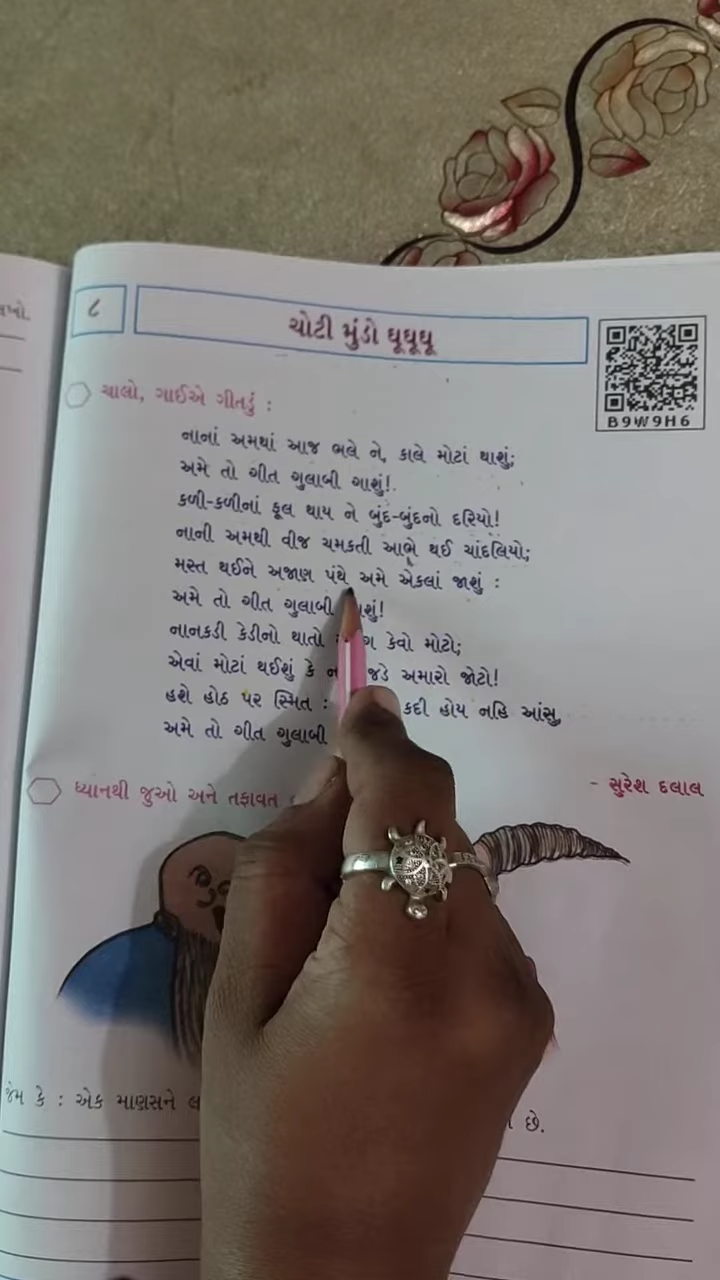 ખો.
૮
ચોટી મુંડો ઘૂઘૂઘૂ
B9W9H6
ચાલો, ગાઈએ ગીતડું :
નાનાં અમથાં આજ ભલે ને, કાલે મોટાં થાશું;
અમે તો ગીત ગુલાબી ગાશું!
કળી-કળીનાં ફૂલ થાય ને બુંદ-બુંદનો દરિયો!
નાની અમથી વીજ ચમકતી આભે થઈ ચાંદલિયો;
મસ્ત થઈને અજાણ પંથે અમે એકલાં જાશું :
અમે તો ગીત ગુલાબી
નાનકડી કેડીનો થાતો કેવો મોટો;
એવાં મોટાં થઈશું કે જડે અમારો જોટો!
હશે હોઠ પર સ્મિત : કદી હોય નહિ આંસુ,
અમે તો ગીત ગુલાબી
- સુરેશ દલાલ
ધ્યાનથી જુઓ અને તફાવત
જેમ કે : એક માણસને છે.